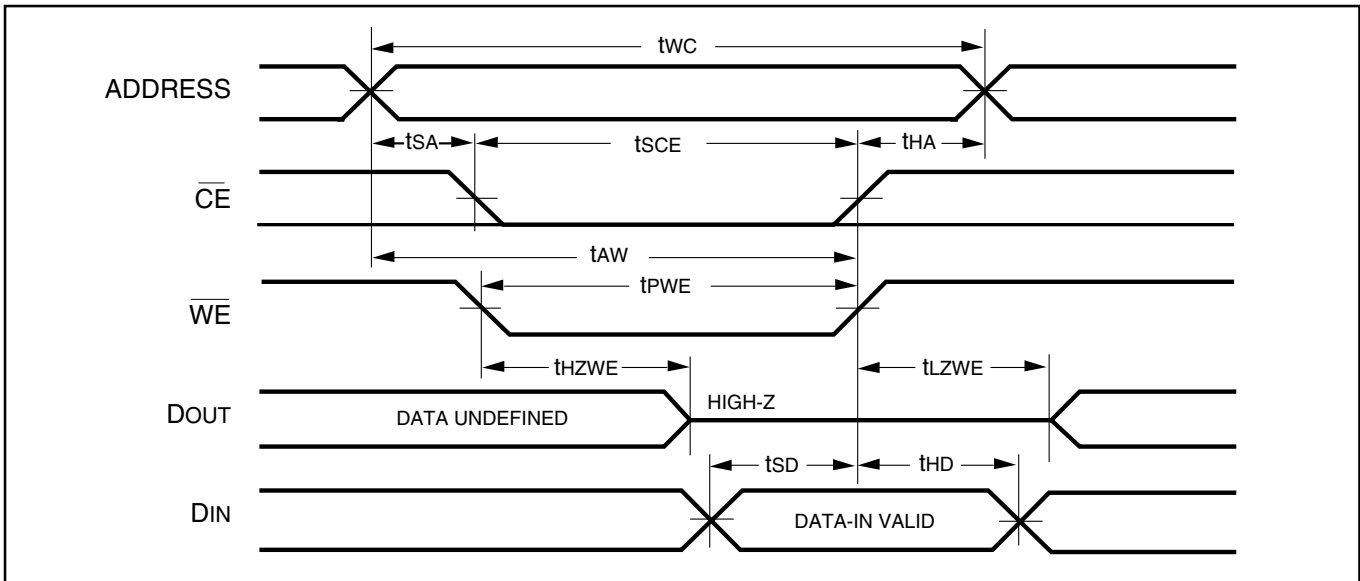 tWC
ADDRESS
tSA
tSCE
tHA
CE
tAW
tPWE
WE
tHZWE
tLZWE
DOUT
DATA UNDEFINED
HIGH-Z
tSD
tHD
DIN
DATA-IN VALID